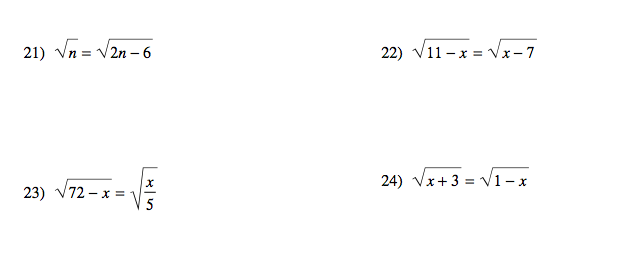 21) √n = √(2n – 6)
22) √(11 – x) = √(x – 7)
23) √(72 – x) = √(x/5)
24) √(x + 3) = √(1 – x)